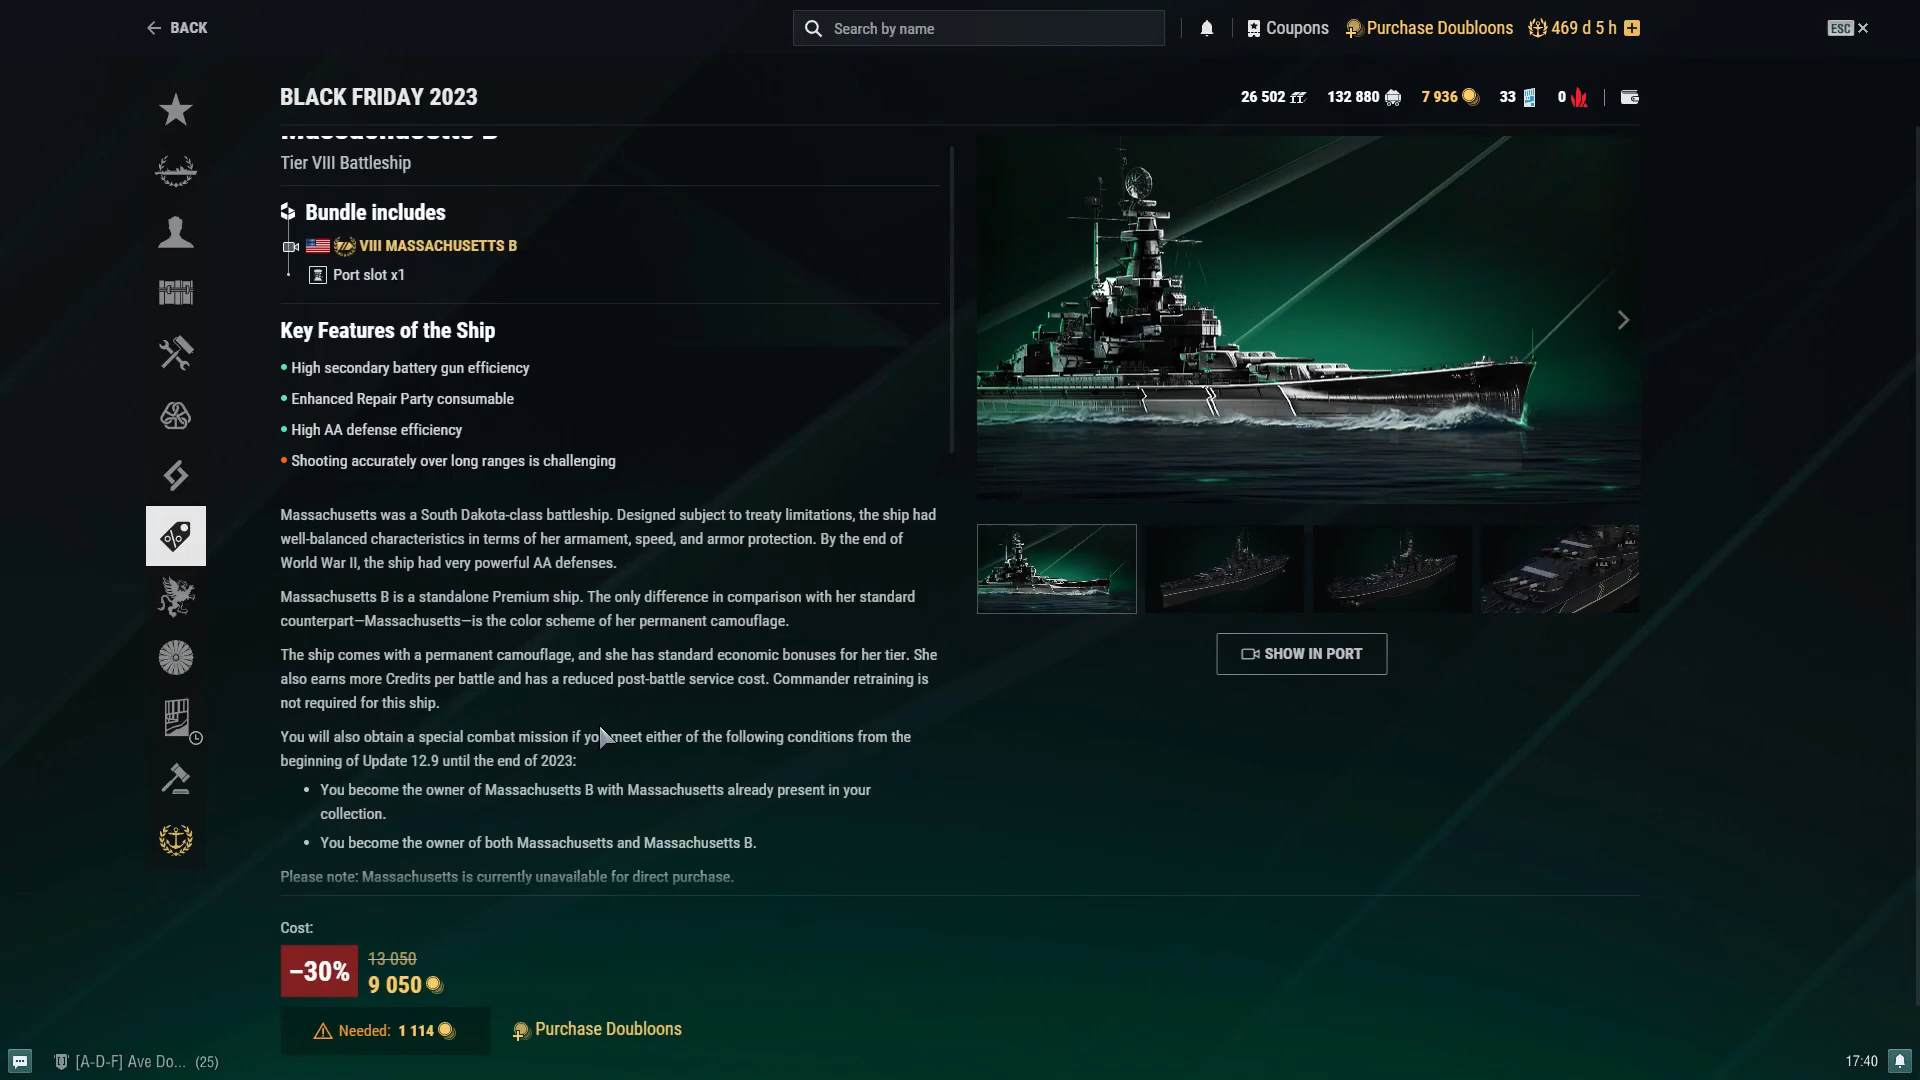 BACK
Search by name
Coupons
Purchase Doubloons
469 d 5 h
ESC
BLACK FRIDAY 2023
26 502
132 880
7 936
33
0
Massachusetts B
Tier VIII Battleship
Bundle includes
VIII MASSACHUSETTS B
Port slot x1
Key Features of the Ship
• High secondary battery gun efficiency
• Enhanced Repair Party consumable
• High AA defense efficiency
• Shooting accurately over long ranges is challenging
Massachusetts was a South Dakota-class battleship. Designed subject to treaty limitations, the ship had
well-balanced characteristics in terms of her armament, speed, and armor protection. By the end of
World War II, the ship had very powerful AA defenses.
Massachusetts B is a standalone Premium ship. The only difference in comparison with her standard
counterpart—Massachusetts—is the color scheme of her permanent camouflage.
The ship comes with a permanent camouflage, and she has standard economic bonuses for her tier. She
also earns more Credits per battle and has a reduced post-battle service cost. Commander retraining is
not required for this ship.
You will also obtain a special combat mission if you meet either of the following conditions from the
beginning of Update 12.9 until the end of 2023:
• You become the owner of Massachusetts B with Massachusetts already present in your
collection.
• You become the owner of both Massachusetts and Massachusetts B.
Please note: Massachusetts is currently unavailable for direct purchase.
SHOW IN PORT
Cost:
–30%
13 050
9 050
Needed: 1 114
Purchase Doubloons
[A-D-F] Ave Do... (25)
17:40